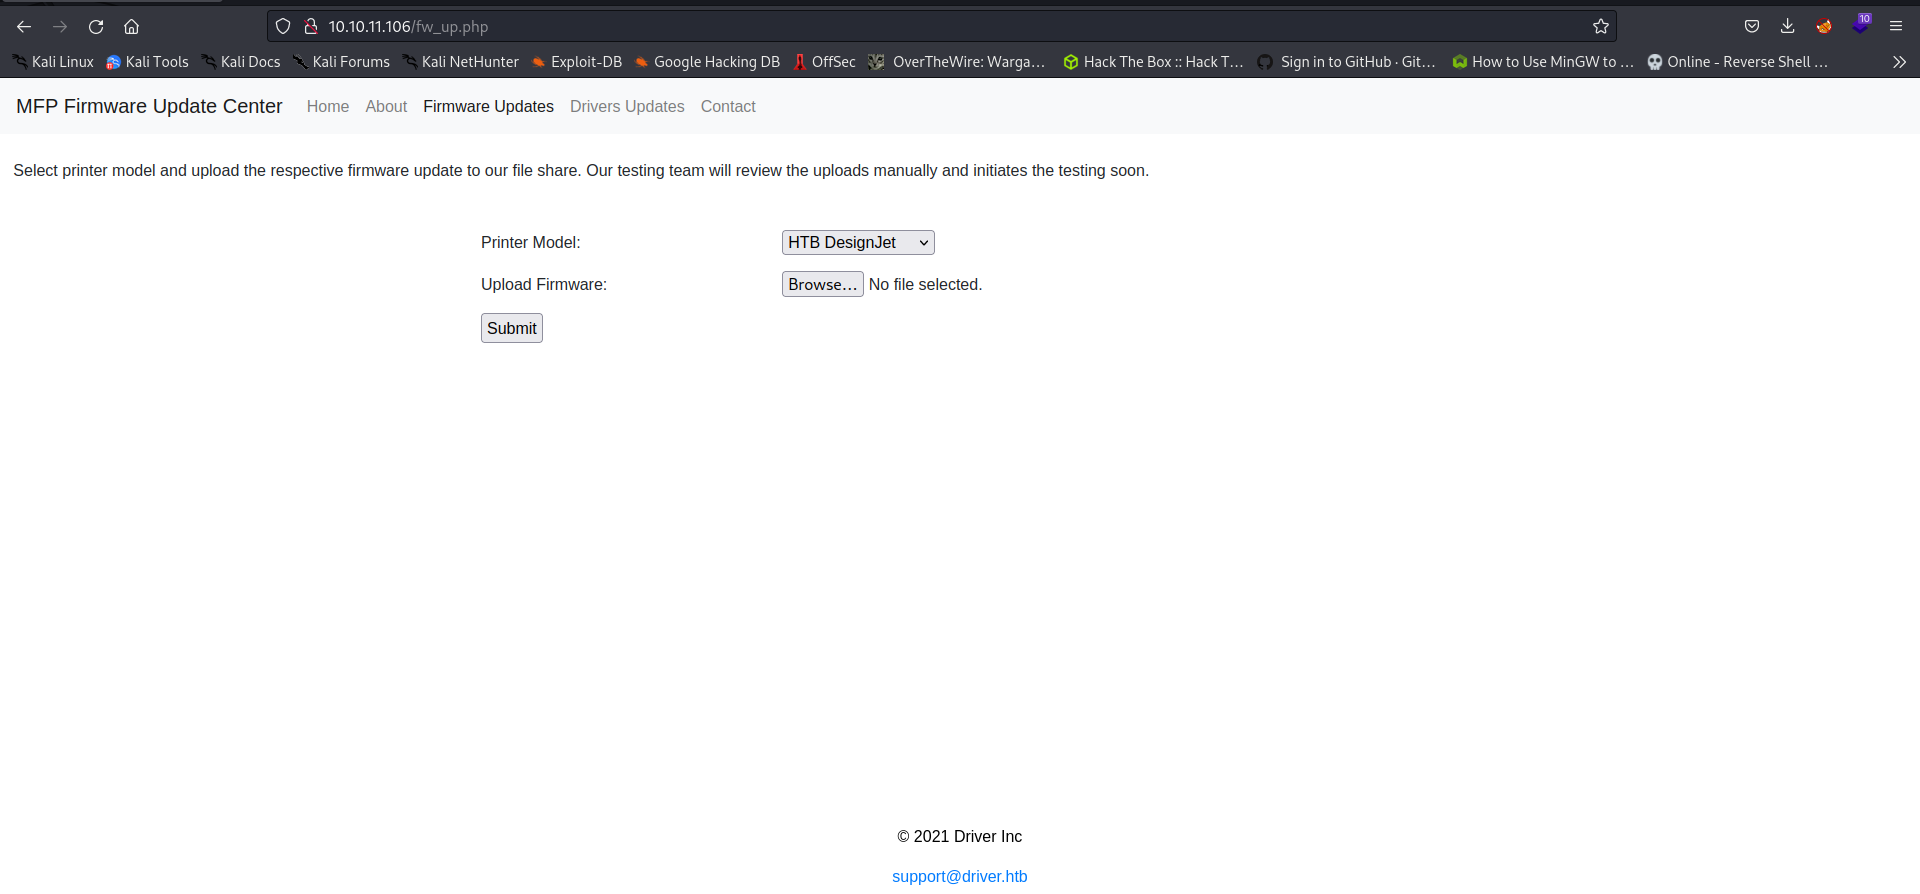 10.10.11.106/fw_up.php
10
Kali Linux Kali Tools Kali Docs Kali Forums Kali NetHunter Exploit-DB Google Hacking DB OffSec OverTheWire: Warga… Hack The Box :: Hack T… Sign in to GitHub · Git… How to Use MinGW to … Online - Reverse Shell …
MFP Firmware Update Center Home About Firmware Updates Drivers Updates Contact
Select printer model and upload the respective firmware update to our file share. Our testing team will review the uploads manually and initiates the testing soon.
Printer Model: HTB DesignJet
Upload Firmware: Browse… No file selected.
Submit
© 2021 Driver Inc
support@driver.htb